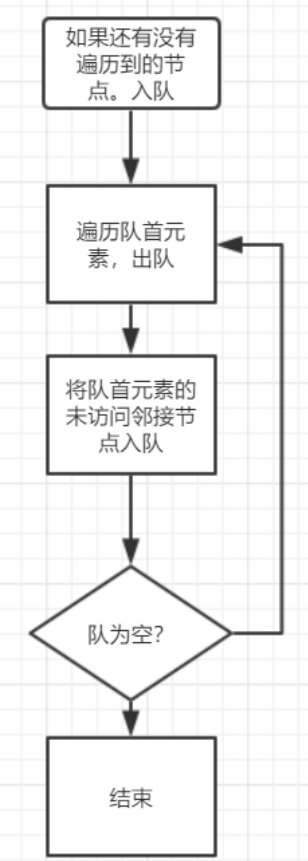 如果还有没有
遍历到的节
点。入队
遍历队首元
素，出队
将队首元素的
未访问邻接节
点入队
队为空?
结束